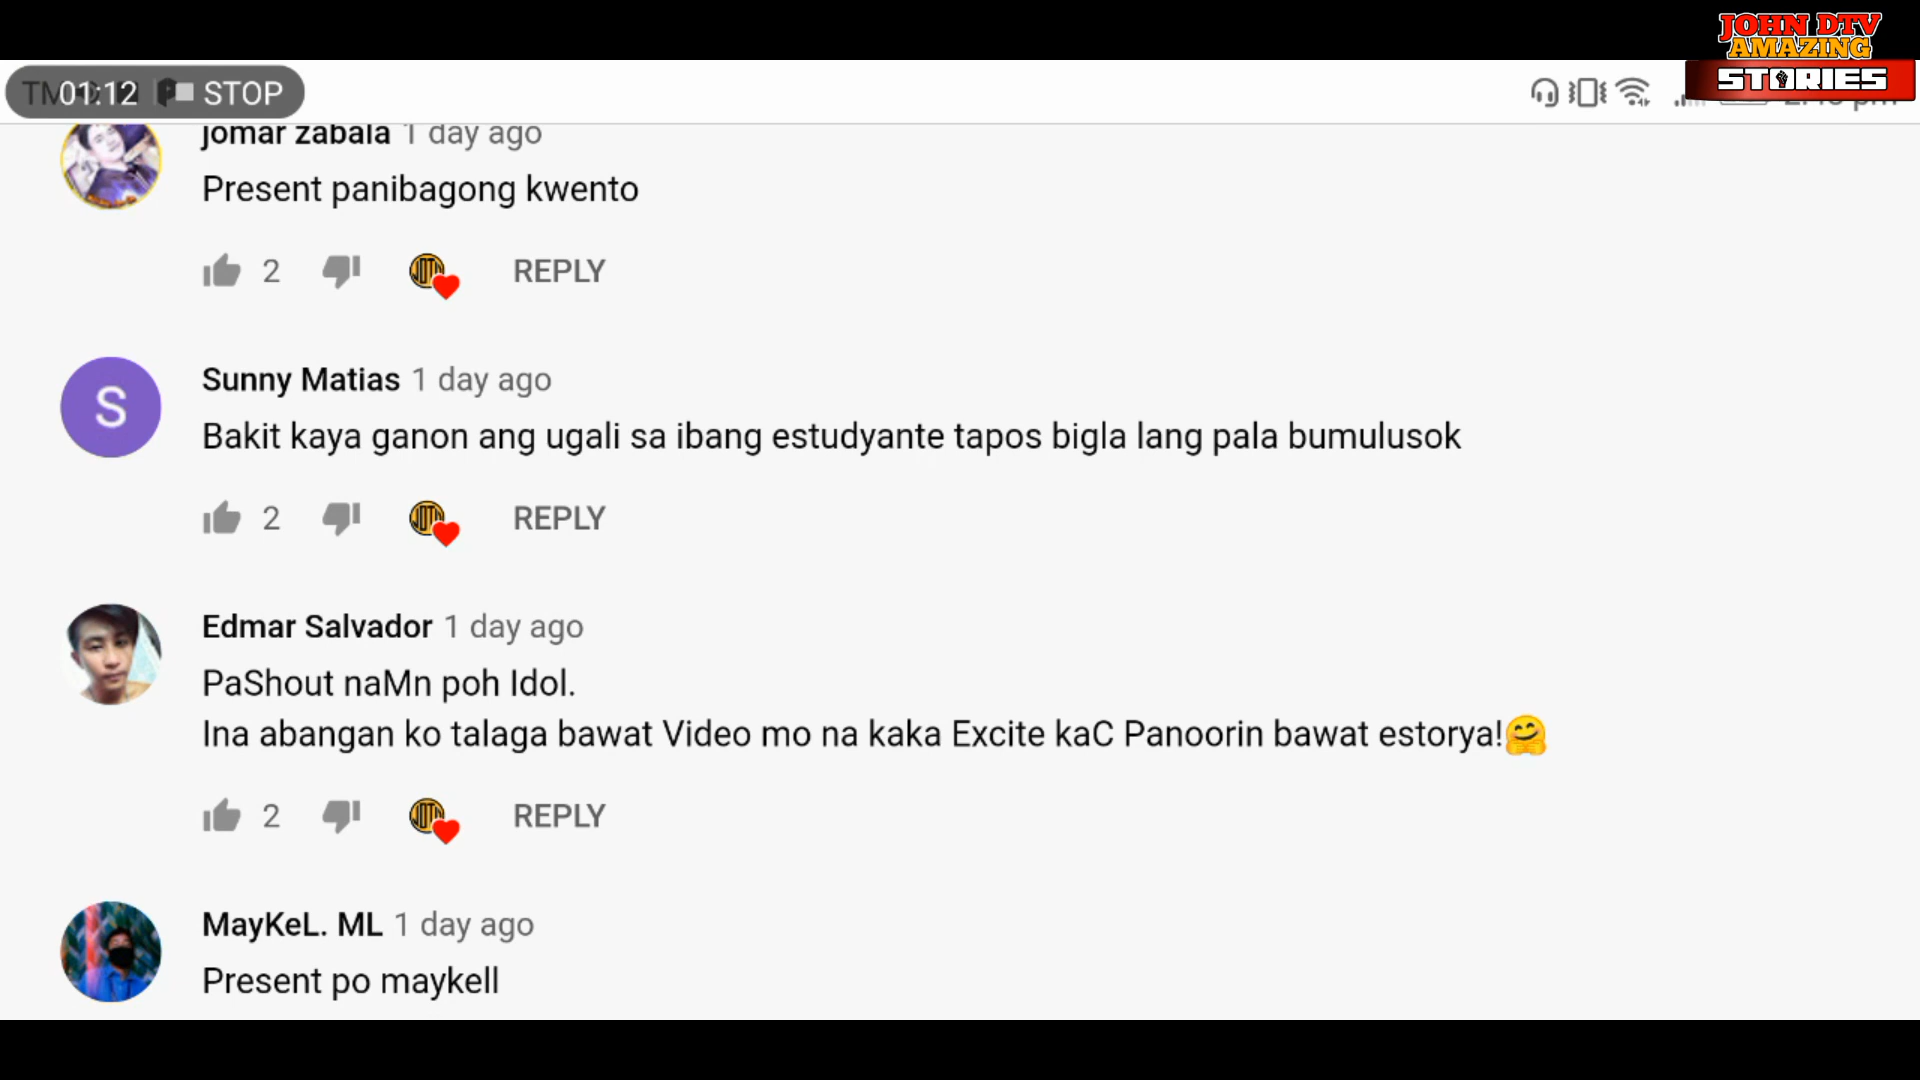 JOHN DTV
AMAZING
STORIES
01:12 STOP
jomar zabala 1 day ago
Present panibagong kwento
2 REPLY
Sunny Matias 1 day ago
S
Bakit kaya ganon ang ugali sa ibang estudyante tapos bigla lang pala bumulusok
2 REPLY
Edmar Salvador 1 day ago
PaShout naMn poh Idol.
Ina abangan ko talaga bawat Video mo na kaka Excite kaC Panoorin bawat estorya!🤗
2 REPLY
MayKeL. ML 1 day ago
Present po maykell